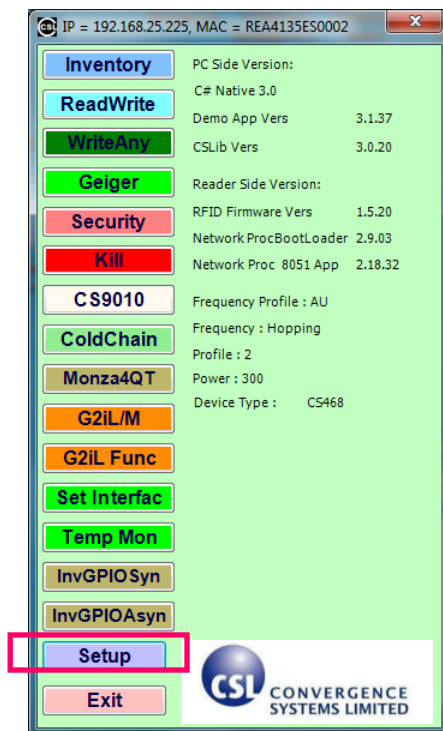 CSL IP = 192.168.25.225, MAC = REA4135ES0002
Inventory
ReadWrite
WriteAny
Geiger
Security
Kill
CS9010
ColdChain
Monza4QT
G2iL/M
G2iL Func
Set Interfac
Temp Mon
InvGPIOSyn
InvGPIOAsyn
Setup
Exit
PC Side Version:
C# Native 3.0
Demo App Vers 3.1.37
CSLib Vers 3.0.20
Reader Side Version:
RFID Firmware Vers 1.5.20
Network ProcBootLoader 2.9.03
Network Proc 8051 App 2.18.32
Frequency Profile : AU
Frequency : Hopping
Profile : 2
Power : 300
Device Type : CS468
CSL CONVERGENCE
SYSTEMS LIMITED